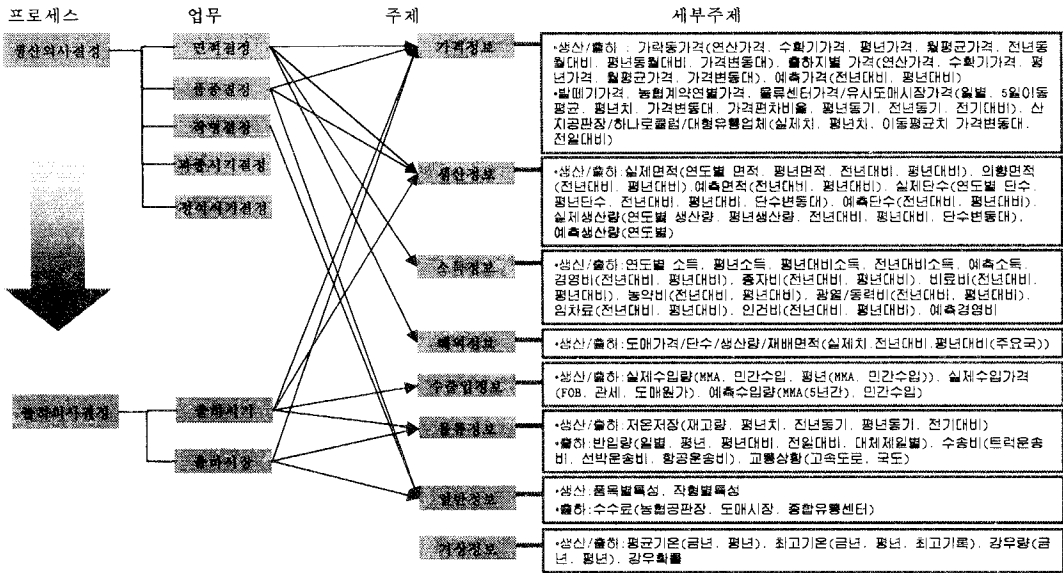 프로세스 업무 주제 세부주제
생산의사결정
면적결정
품종결정
작형결정
파종시기결정
정식시기결정
출하의사결정
출하시기
출하시장
가격정보
•생산/출하 : 가락동가격(연산가격. 수확기가격. 평년가격. 월평균가격. 전년동
월대비. 평년동월대비. 가격변동대). 출하지별 가격(연산가격. 수확기가격. 평
년가격. 월평균가격. 가격변동대). 예측가격(전년대비. 평년대비)
•밭떼기가격. 농협계약연별가격. 물류센터가격/유사도매시장가격(일별. 5일이동
평균. 평년치. 가격변동대. 가격편차비율. 평년동기. 전년동기. 전기대비). 산
지공판장/하나로클럽/대형유통업체(실제치. 평년치. 이동평균치 가격변동대.
전일대비)
생산정보
•생산/출하:실제면적(연도별 면적. 평년면적. 전년대비. 평년대비). 의향면적
(전년대비. 평년대비).예측면적(전년대비. 평년대비). 실제단수(연도별 단수.
평년단수. 전년대비. 평년대비. 단수변동대). 예측단수(전년대비. 평년대비).
실제생산량(연도별 생산량. 평년생산량. 전년대비. 평년대비. 단수변동대).
예측생산량(연도별)
소득정보
•생산/출하:연도별 소득. 평년소득. 평년대비소득. 전년대비소득. 예측소득.
경영비(전년대비. 평년대비). 종자비(전년대비. 평년대비). 비료비(전년대비.
평년대비). 농약비(전년대비. 평년대비). 광열/동력비(전년대비. 평년대비).
임차료(전년대비. 평년대비). 인건비(전년대비. 평년대비). 예측경영비
해외정보
•생산/출하:도매가격/단수/생산량/재배면적(실제치.전년대비.평년대비(주요국))
수출입정보
•생산/출하:실제수입량(MMA. 민간수입. 평년(MMA. 민간수입)). 실제수입가격
(FOB. 관세. 도매원가). 예측수입량(MMA(5년간). 민간수입)
물류정보
•생산/출하:저온저장(재고량. 평년치. 전년동기. 평년동기. 전기대비)
•출하:반입량(일별. 평년. 평년대비. 전일대비. 대체제일별). 수송비(트럭운송
비. 선박운송비. 항공운송비). 교통상황(고속도로. 국도)
일반정보
•생산:품목별특성. 작형별특성
•출하:수수료(농협공판장. 도매시장. 종합유통센터)
기상정보
•생산/출하:평균기온(금년. 평년). 최고기온(금년. 평년. 최고기록). 강우량(금
년. 평년). 강우확률